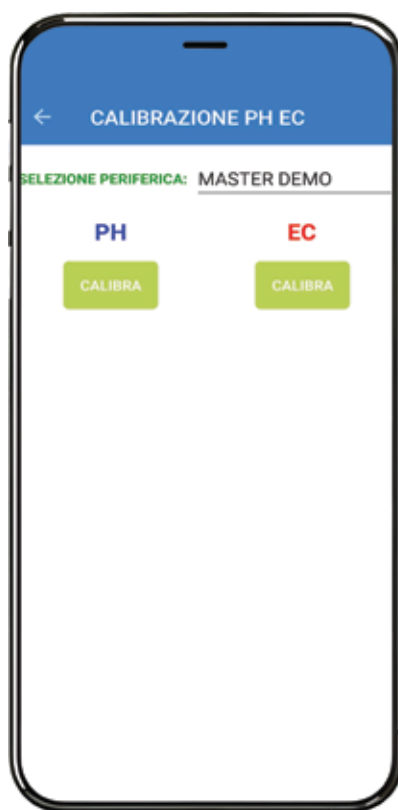 CALIBRAZIONE PH EC
SELEZIONE PERIFERICA: MASTER DEMO
PH EC
CALIBRA CALIBRA